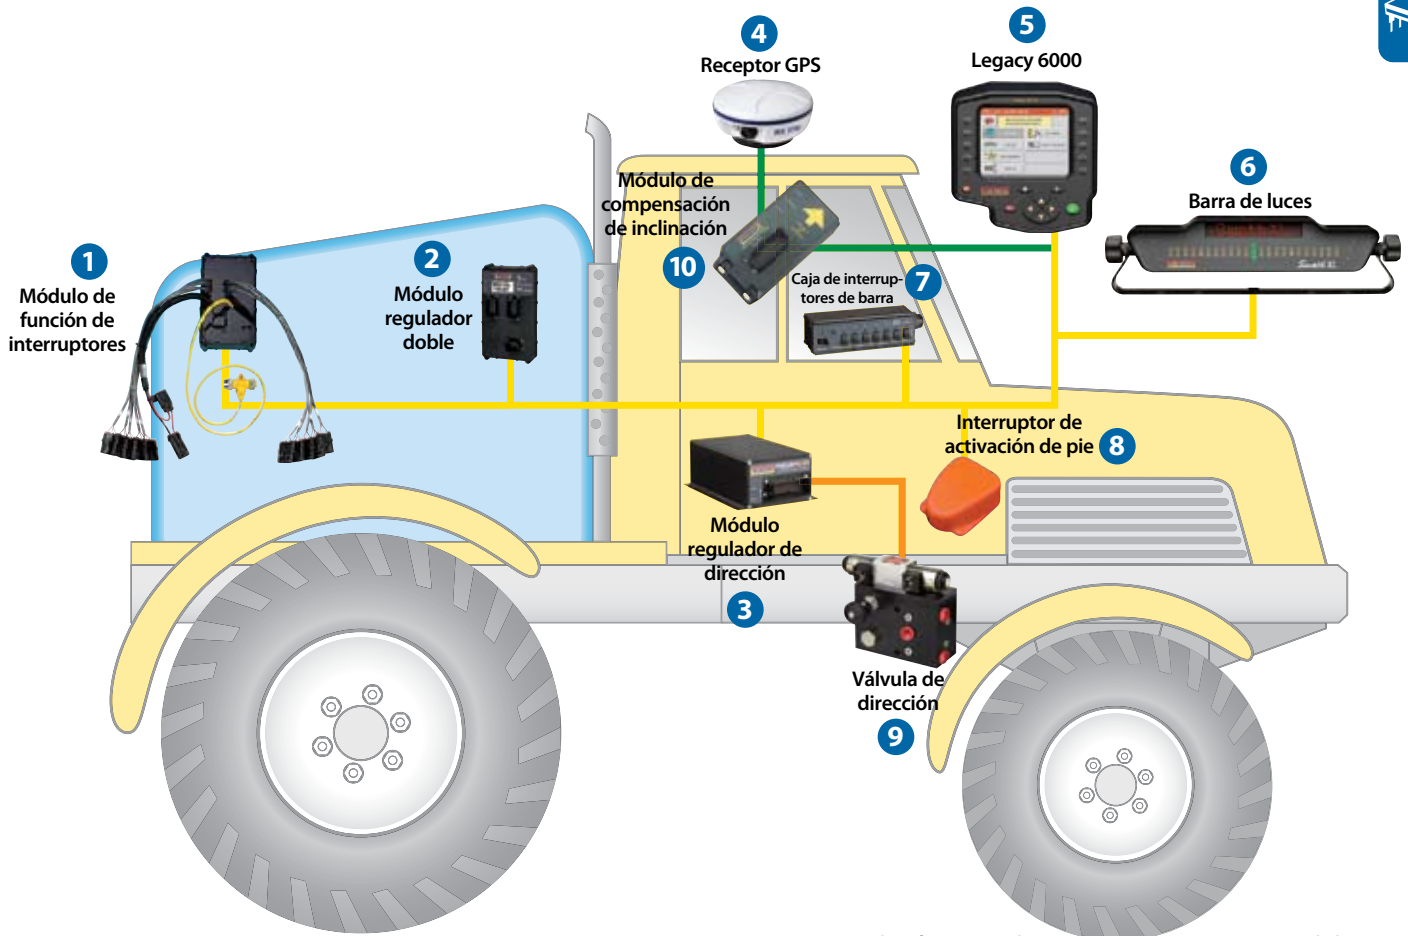 4
Receptor GPS
5
Legacy 6000
6
Barra de luces
Módulo de
compensación
de inclinación
10
1
Módulo de
función de
interruptores
2
Módulo
regulador
doble
Caja de interrup-
tores de barra
7
Interruptor de
activación de pie
8
Módulo
regulador de
dirección
3
Válvula de
dirección
9